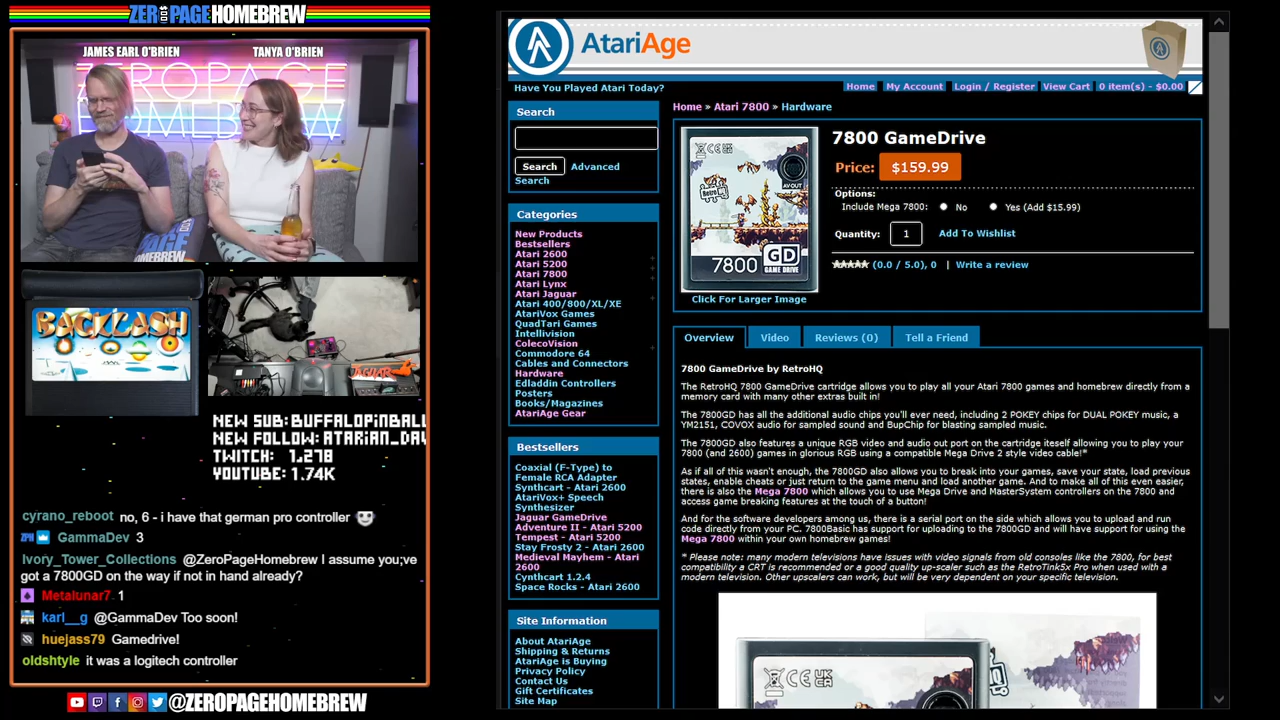 ZERO PAGE HOMEBREW
JAMES EARL O'BRIEN
TANYA O'BRIEN
ZEROPAGE
HOMEBREW
BACKLASH
NEW SUB:BUFFALOPINBALL
NEW FOLLOW:ATARIAN_DAY
TWITCH: 1,278
YOUTUBE: 1.74K
cyrano_reboot no, 6 - i have that german pro controller
GammaDev 3
Ivory_Tower_Collections @ZeroPageHomebrew I assume you;ve
got a 7800GD on the way if not in hand already?
Metalunar7 1
karl__g @GammaDev Too soon!
huejass79 Gamedrive!
oldshtyle it was a logitech controller
@ZEROPAGEHOMEBREW
AtariAge
Have You Played Atari Today?
Home My Account Login / Register View Cart 0 item(s) - $0.00
Search
Search Advanced
Search
Categories
New Products
Bestsellers
Atari 2600
Atari 5200
Atari 7800
Atari Lynx
Atari Jaguar
Atari 400/800/XL/XE
AtariVox Games
QuadTari Games
Intellivision
ColecoVision
Commodore 64
Cables and Connectors
Hardware
Edladdin Controllers
Posters
Books/Magazines
AtariAge Gear
Bestsellers
Coaxial (F-Type) to
Female RCA Adapter
Synthcart - Atari 2600
AtariVox+ Speech
Synthesizer
Jaguar GameDrive
Adventure II - Atari 5200
Tempest - Atari 5200
Stay Frosty 2 - Atari 2600
Medieval Mayhem - Atari
2600
Cynthcart 1.2.4
Space Rocks - Atari 2600
Site Information
About AtariAge
Shipping & Returns
AtariAge is Buying
Privacy Policy
Contact Us
Gift Certificates
Site Map
Home » Atari 7800 » Hardware
AV-OUT
7800 GD
GAME DRIVE
Click For Larger Image
7800 GameDrive
Price: $159.99
Options:
Include Mega 7800: No Yes (Add $15.99)
Quantity: 1 Add To Wishlist
(0.0 / 5.0), 0 | Write a review
Overview Video Reviews (0) Tell a Friend
7800 GameDrive by RetroHQ
The RetroHQ 7800 GameDrive cartridge allows you to play all your Atari 7800 games and homebrew directly from a
memory card with many other extras built in!
The 7800GD has all the additional audio chips you'll ever need, including 2 POKEY chips for DUAL POKEY music, a
YM2151, COVOX audio for sampled sound and BupChip for blasting sampled music.
The 7800GD also features a unique RGB video and audio out port on the cartridge iteself allowing you to play your
7800 (and 2600) games in glorious RGB using a compatible Mega Drive 2 style video cable!*
As if all of this wasn't enough, the 7800GD also allows you to break into your games, save your state, load previous
states, enable cheats or just return to the game menu and load another game. And to make all of this even easier,
there is also the Mega 7800 which allows you to use Mega Drive and MasterSystem controllers on the 7800 and
access game breaking features at the touch of a button!
And for the software developers among us, there is a serial port on the side which allows you to upload and run
code directly from your PC. 7800Basic has support for uploading to the 7800GD and will have support for using the
Mega 7800 within your own homebrew games!
* Please note: many modern televisions have issues with video signals from old consoles like the 7800, for best
compatibility a CRT is recommended or a good quality up-scaler such as the RetroTink5x Pro when used with a
modern television. Other upscalers can work, but will be very dependent on your specific television.